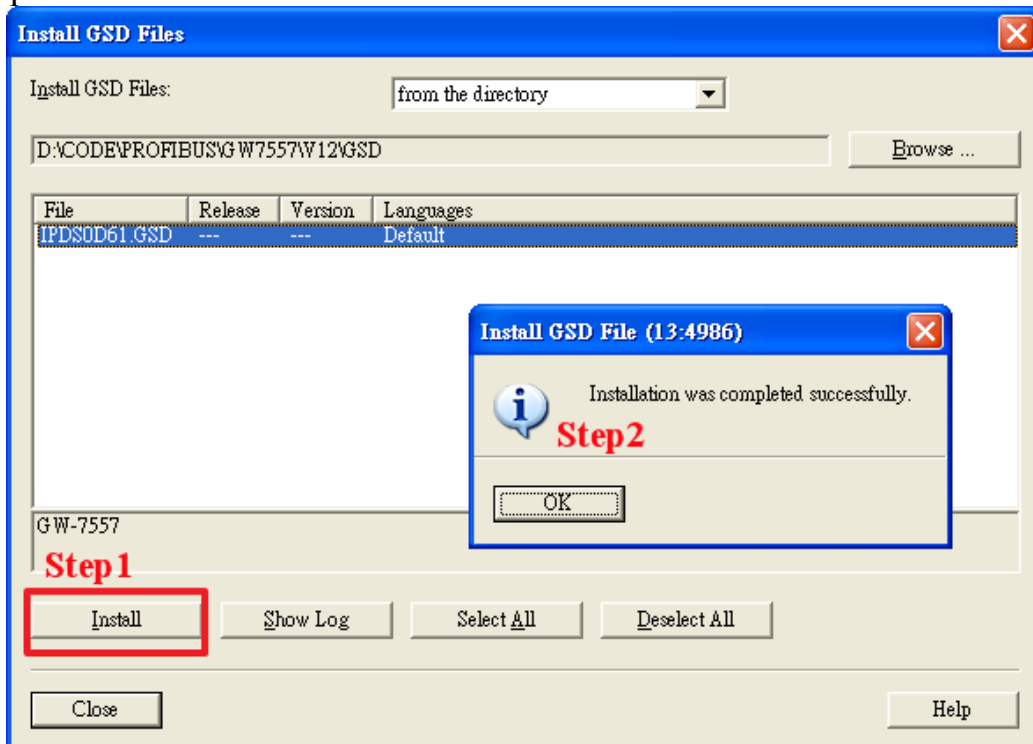 Install GSD Files
Install GSD Files:
from the directory
D:\CODE\PROFIBUS\GW7557\V12\GSD
Browse ...
File Release Version Languages
IPDS0D61.GSD --- --- Default
Install GSD File (13:4986)
Installation was completed successfully.
Step2
OK
GW-7557
Step1
Install Show Log Select All Deselect All
Close Help